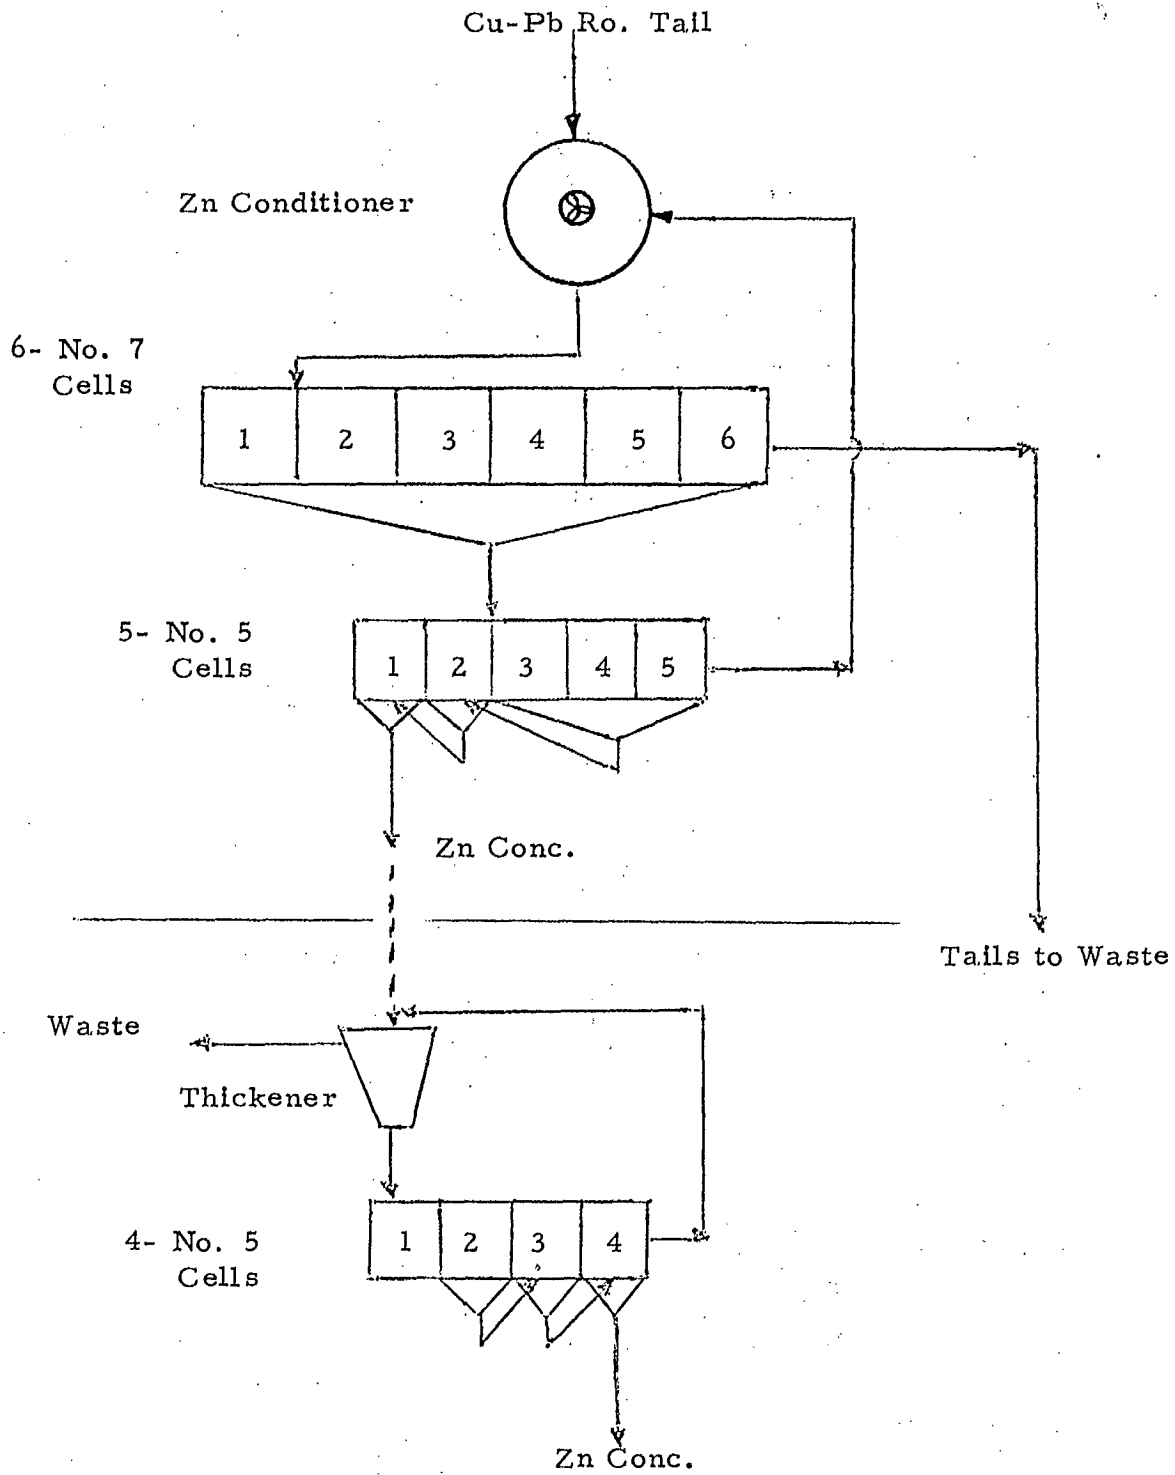 Cu-Pb Ro. Tail
Zn Conditioner
6- No. 7
Cells
1 2 3 4 5 6
5- No. 5
Cells
1 2 3 4 5
Zn Conc.
Tails to Waste
Waste
Thickener
4- No. 5
Cells
1 2 3 4
Zn Conc.